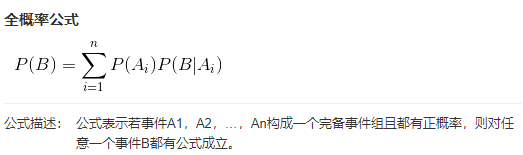 全概率公式
P(B) = \sum_{i=1}^{n} P(A_i)P(B|A_i)
公式描述： 公式表示若事件A1，A2，…，An构成一个完备事件组且都有正概率，则对任
意一个事件B都有公式成立。